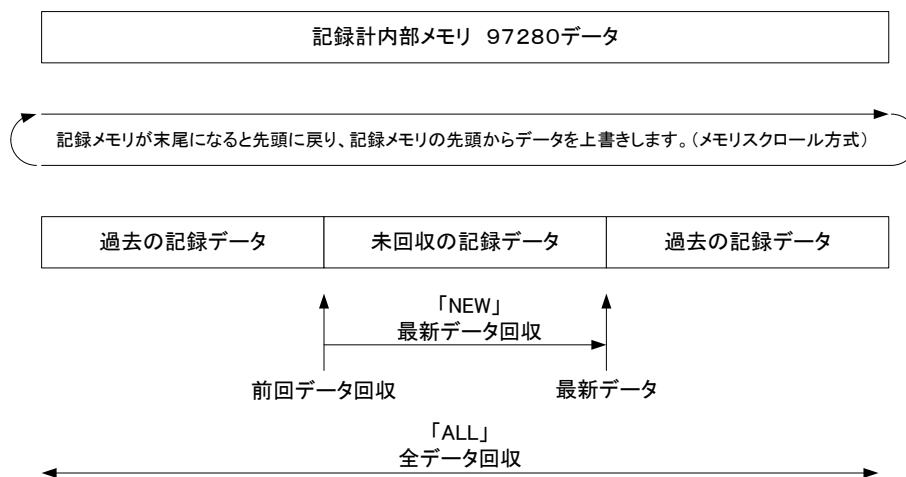 記録計内部メモリ 97280データ
記録メモリが末尾になると先頭に戻り、記録メモリの先頭からデータを上書きします。(メモリスクロール方式)
過去の記録データ 未回収の記録データ 過去の記録データ
「NEW」
最新データ回収
前回データ回収 最新データ
「ALL」
全データ回収